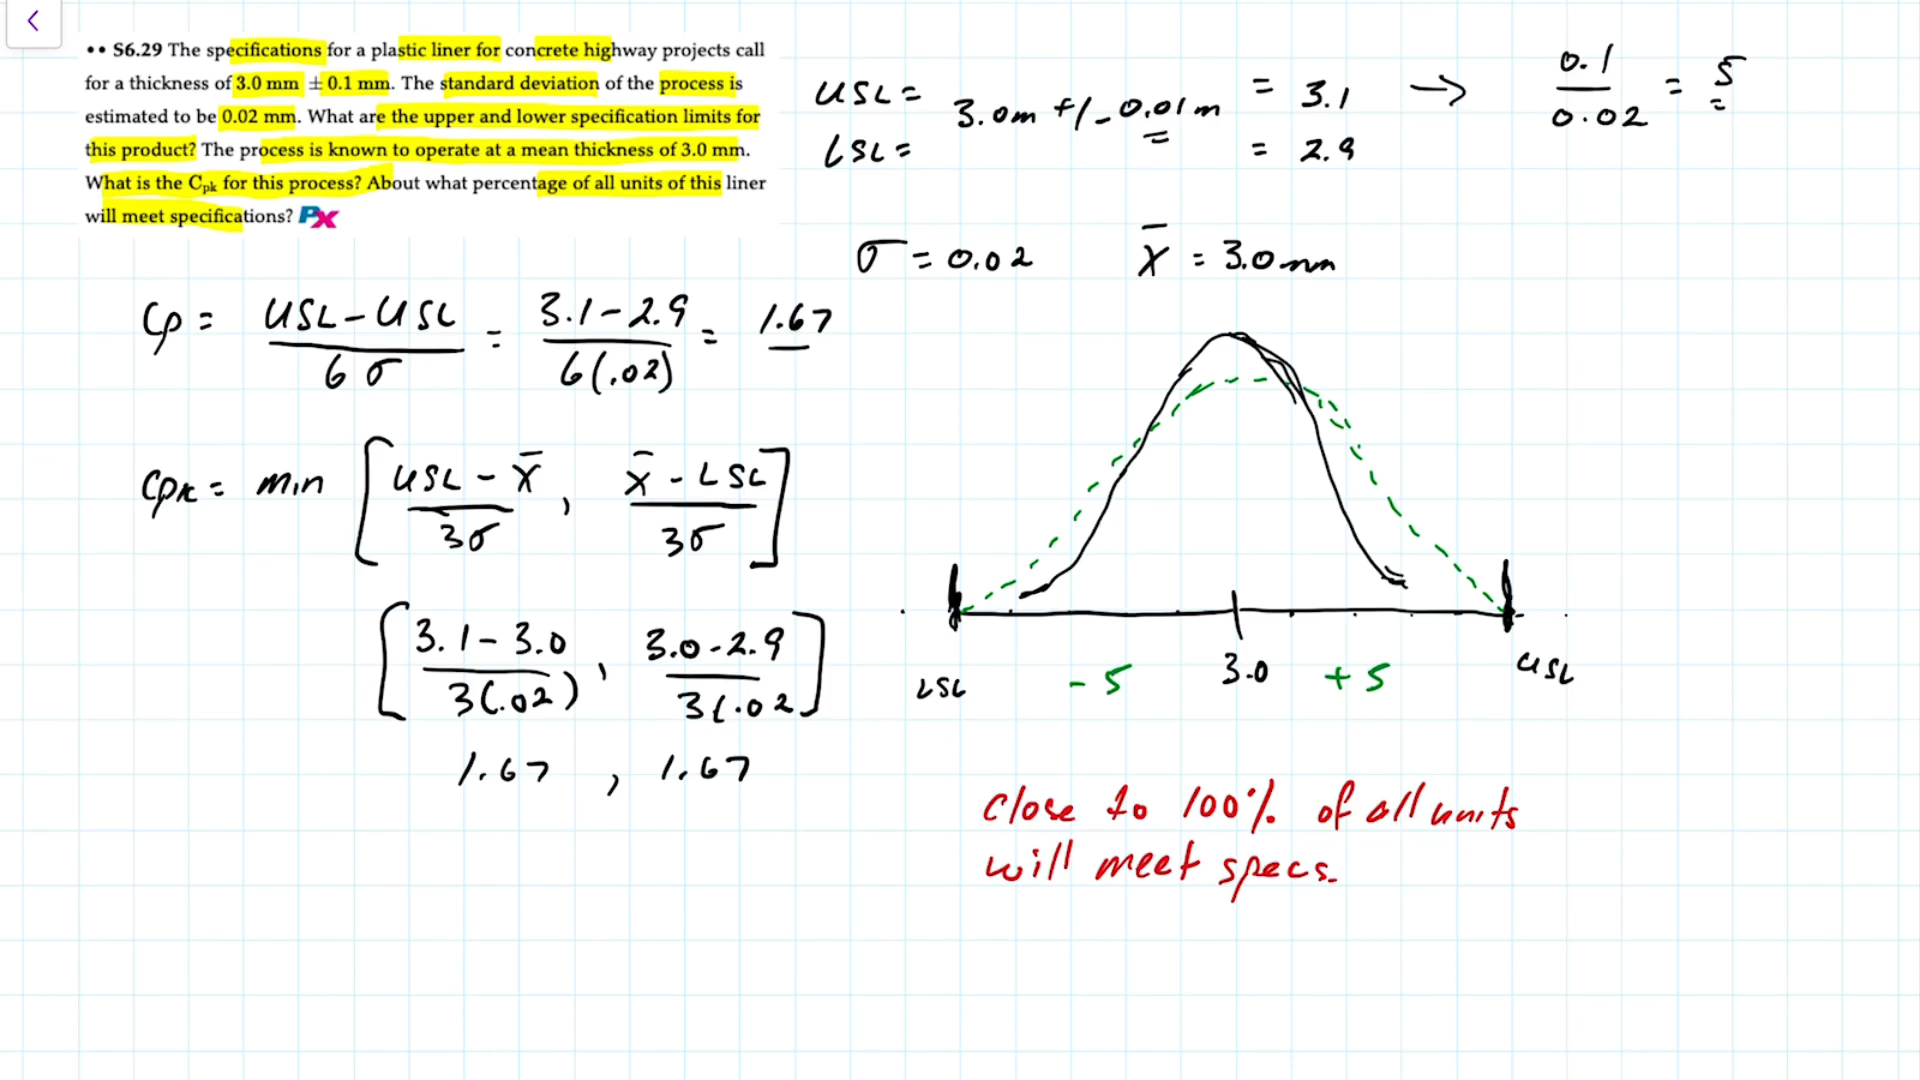 •• S6.29 The specifications for a plastic liner for concrete highway projects call
for a thickness of 3.0 mm ± 0.1 mm. The standard deviation of the process is
estimated to be 0.02 mm. What are the upper and lower specification limits for
this product? The process is known to operate at a mean thickness of 3.0 mm.
What is the Cpk for this process? About what percentage of all units of this liner
will meet specifications? PX
USL = 3.0m +/- 0.01m = 3.1 → 0.1/0.02 = 5
LSL = = 2.9
σ = 0.02 x̄ = 3.0mm
Cp = USL - USL / 6σ = 3.1 - 2.9 / 6(.02) = 1.67
Cpk = min [USL - x̄ / 3σ, x̄ - LSL / 3σ]
[3.1 - 3.0 / 3(.02), 3.0 - 2.9 / 3(.02]
1.67 , 1.67
LSL - 5 3.0 + 5 USL
close to 100% of all units
will meet specs.